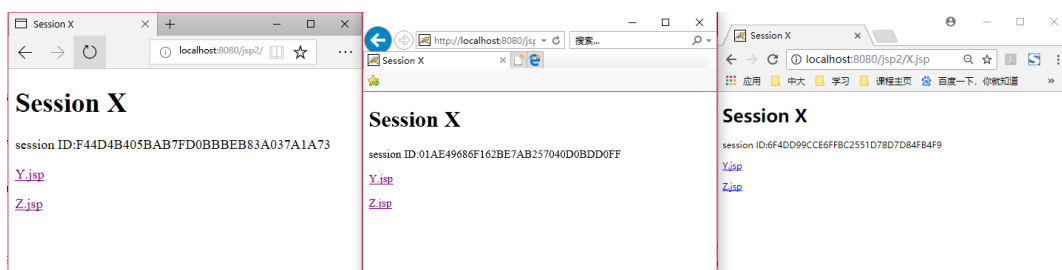 Session X
localhost:8080/jsp2/
Session X
session ID:F44D4B405BAB7FD0BBBEB83A037A1A73
Y.jsp
Z.jsp
http://localhost:8080/jsp
搜索...
Session X
Session X
session ID:01AE49686F162BE7AB257040D0BDD0FF
Y.jsp
Z.jsp
Session X
localhost:8080/jsp2/X.jsp
应用 中大 学习 课程主页 百度一下,你就知道 »
Session X
session ID:6F4DD99CCE6FFBC2551D78D7D84FB4F9
Y.jsp
Z.jsp